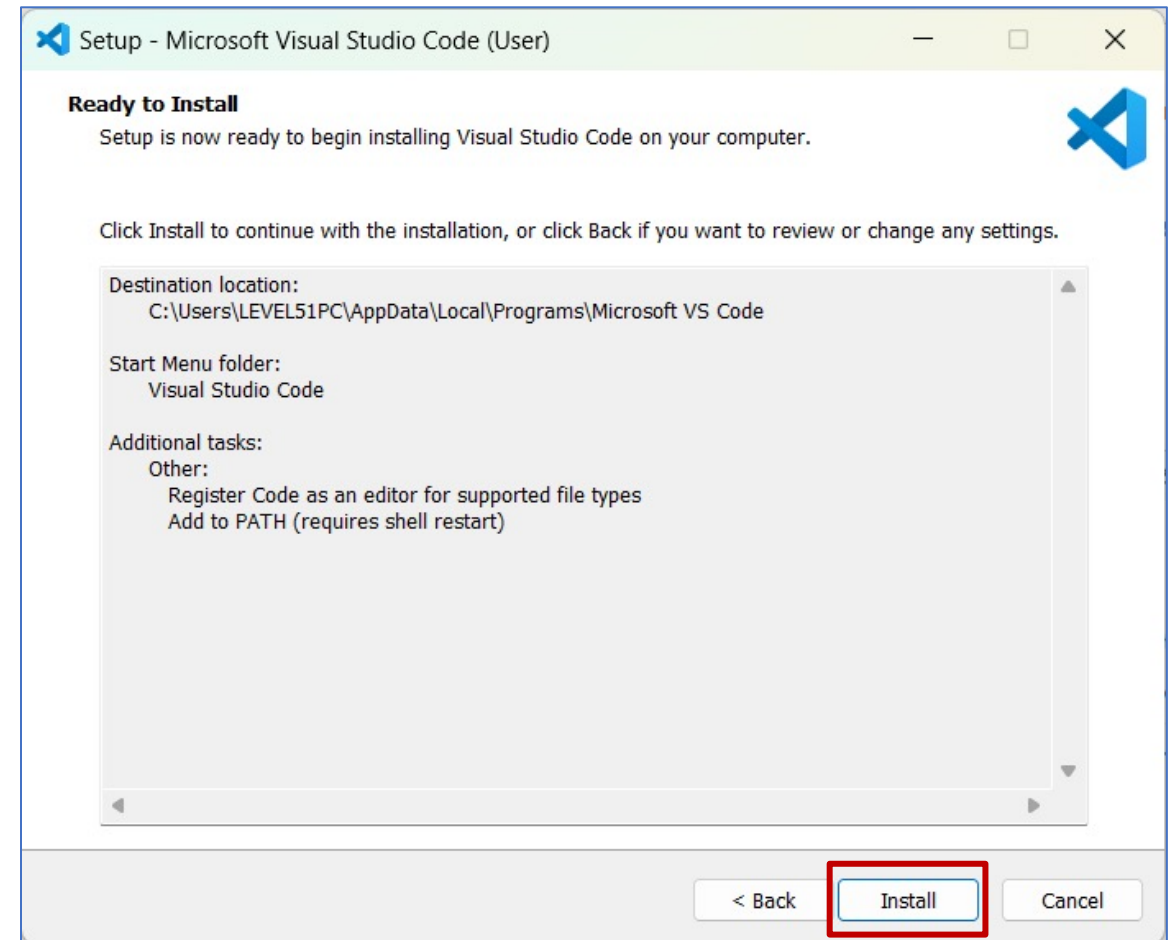 Setup - Microsoft Visual Studio Code (User)
Ready to Install
Setup is now ready to begin installing Visual Studio Code on your computer.
Click Install to continue with the installation, or click Back if you want to review or change any settings.
Destination location:
C:\Users\LEVEL51PC\AppData\Local\Programs\Microsoft VS Code
Start Menu folder:
Visual Studio Code
Additional tasks:
Other:
Register Code as an editor for supported file types
Add to PATH (requires shell restart)
< Back Install Cancel